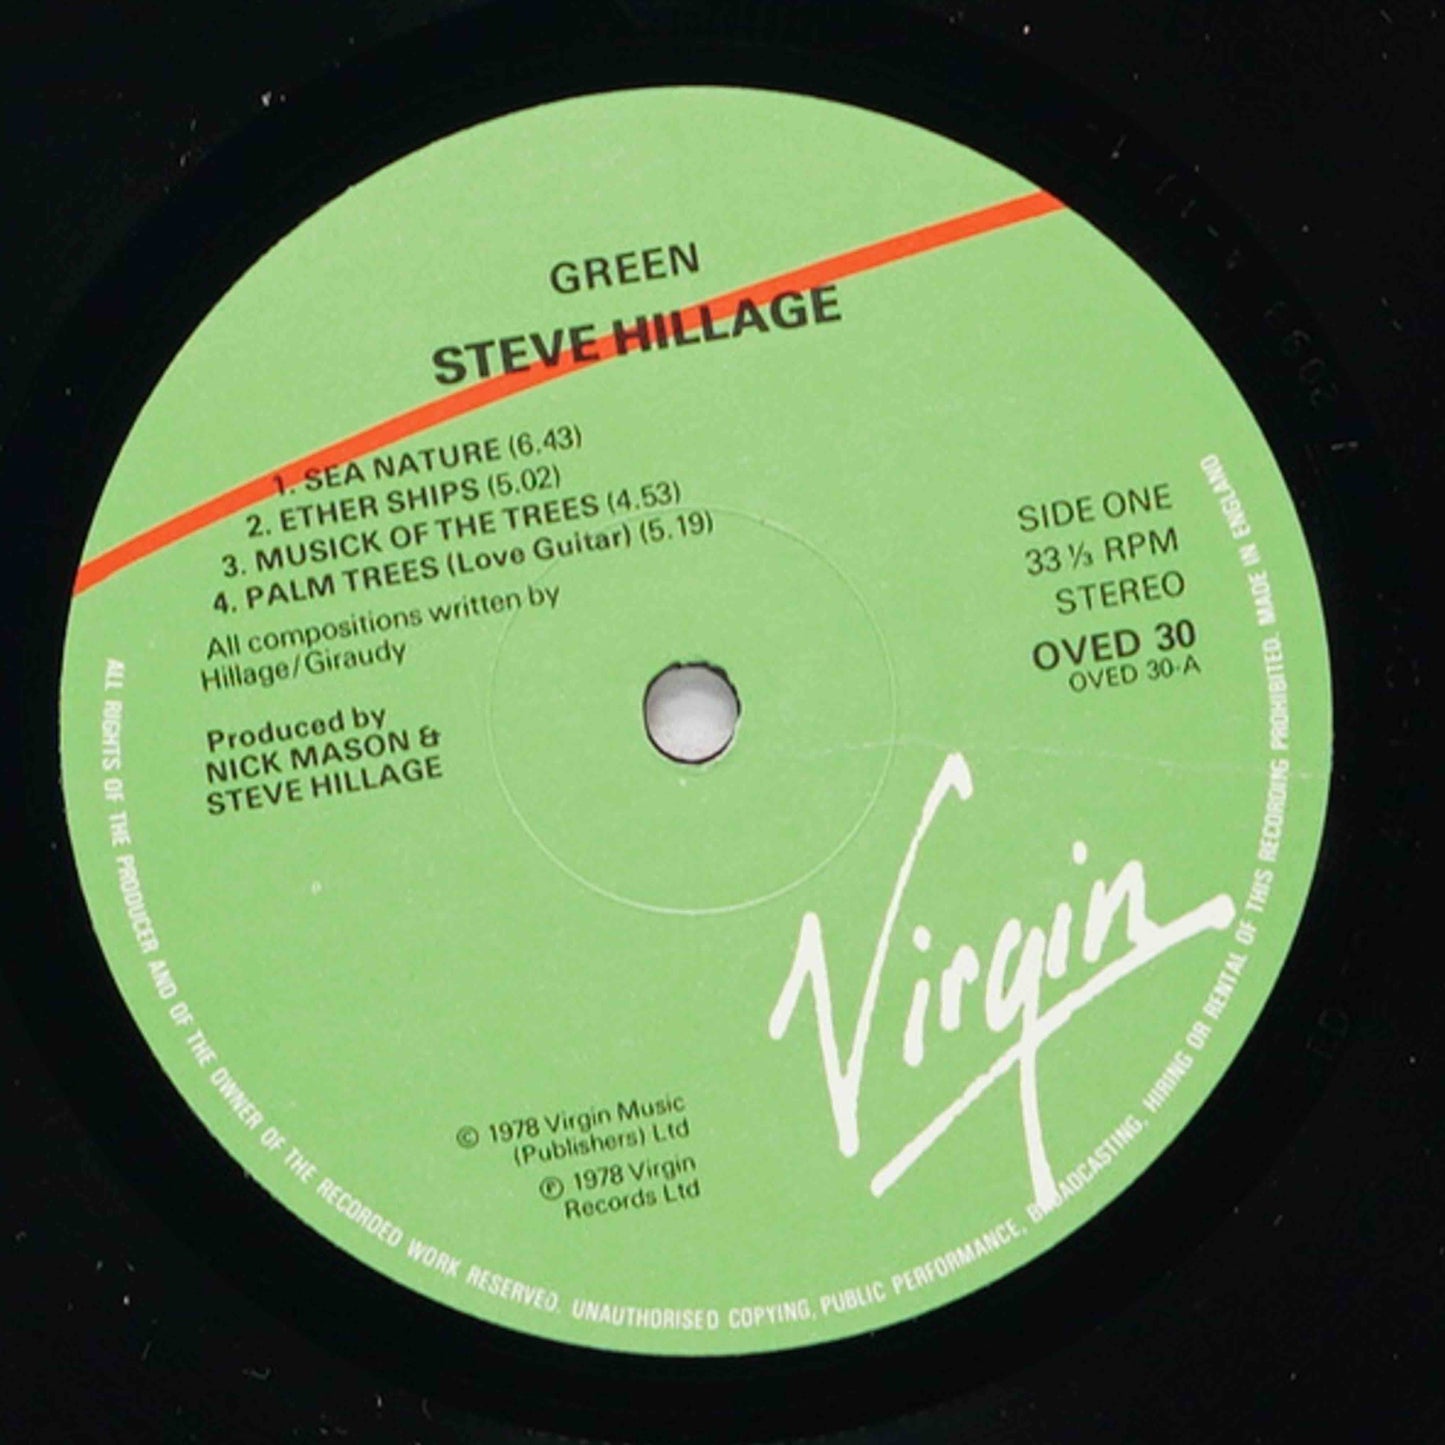 GREEN
STEVE HILLAGE
1. SEA NATURE (6.43)
2. ETHER SHIPS (5.02)
3. MUSICK OF THE TREES (4.53)
4. PALM TREES (Love Guitar) (5.19)
All compositions written by
Hillage/Giraudy
Produced by
NICK MASON &
STEVE HILLAGE
SIDE ONE
33 ⅓ RPM
STEREO
OVED 30
OVED 30-A
Virgin
© 1978 Virgin Music
(Publishers) Ltd
℗ 1978 Virgin
Records Ltd
ALL RIGHTS OF THE PRODUCER AND OF THE OWNER OF THE RECORDED WORK RESERVED. UNAUTHORISED COPYING, PUBLIC PERFORMANCE, BROADCASTING, HIRING OR RENTAL OF THIS RECORDING PROHIBITED. MADE IN ENGLAND